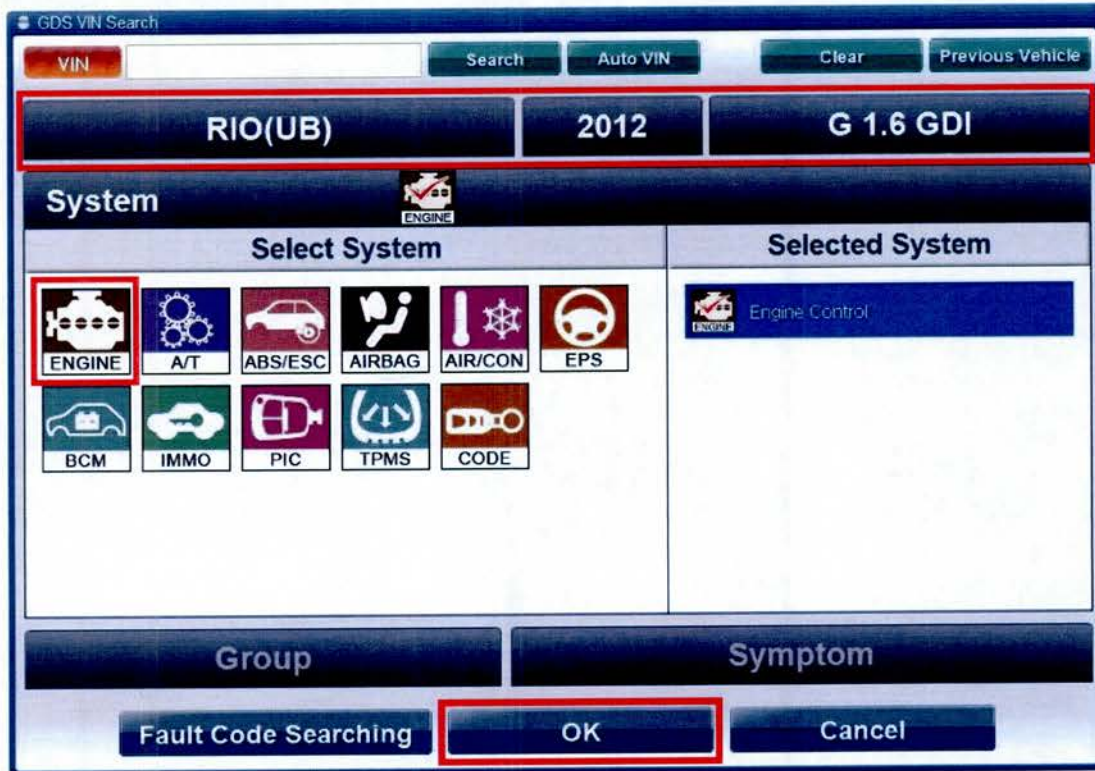 GDS VIN Search
VIN Search Auto VIN Clear Previous Vehicle
RIO(UB) 2012 G 1.6 GDI
System ENGINE
Select System Selected System
ENGINE A/T ABS/ESC AIRBAG AIR/CON EPS
ENGINE Engine Control
BCM IMMO PIC TPMS CODE
Group Symptom
Fault Code Searching OK Cancel